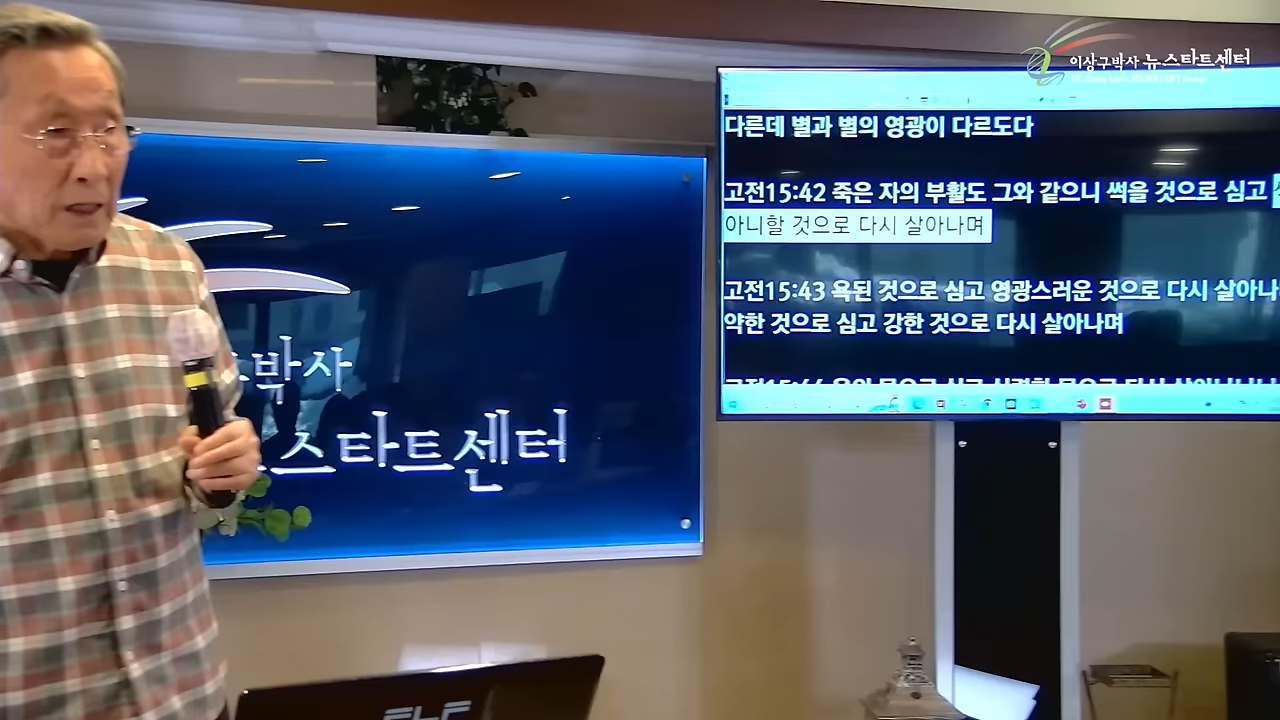 이상구박사 뉴스타트센터
다른데 별과 별의 영광이 다르도다
고전15:42 죽은 자의 부활도 그와 같으니 썩을 것으로 심고
아니할 것으로 다시 살아나며
고전15:43 욕된 것으로 심고 영광스러운 것으로 다시 살아나
약한 것으로 심고 강한 것으로 다시 살아나며
박사
스타트센터